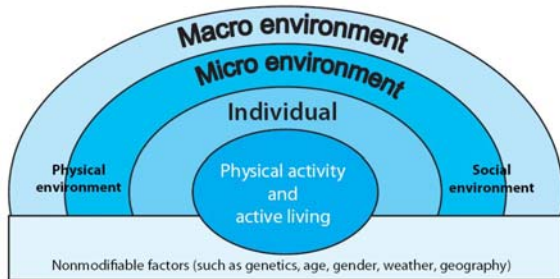 Macro environment
Micro environment
Individual
Physical
environment
Physical activity
and
active living
Social
environment
Nonmodifiable factors (such as genetics, age, gender, weather, geography)